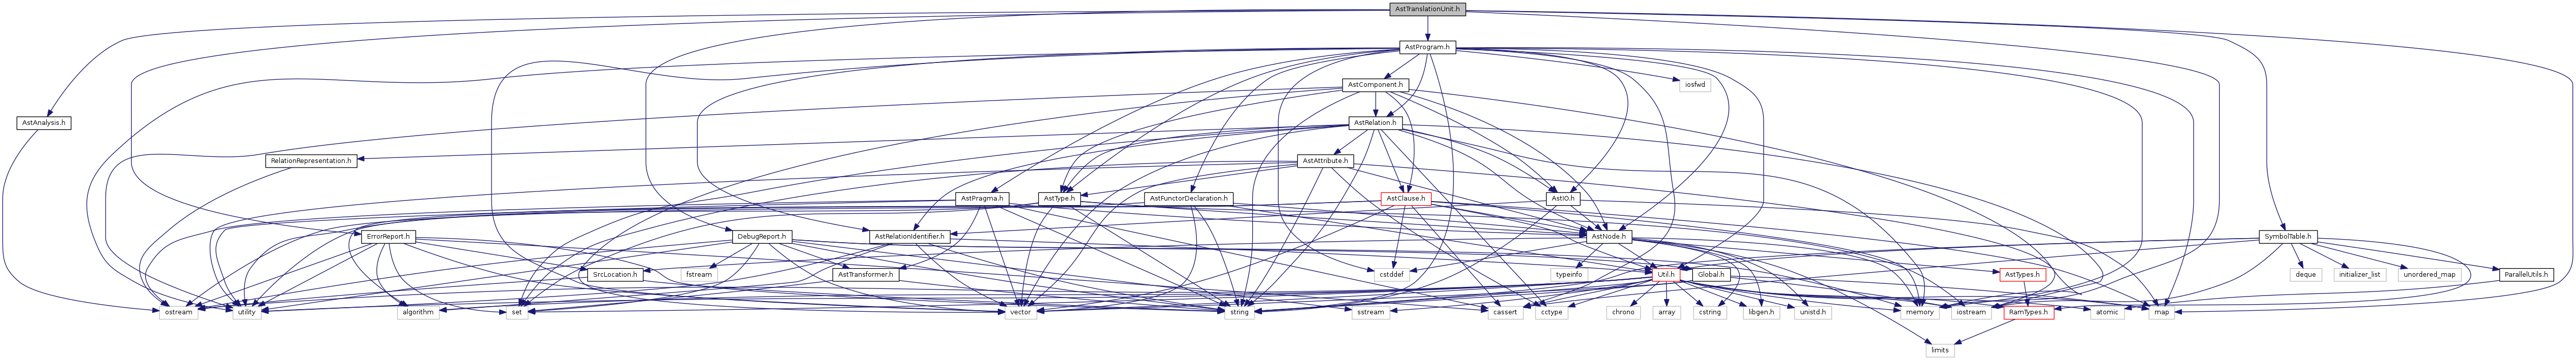 AstTranslationUnit.h
AstProgram.h
AstComponent.h
iosfwd
AstAnalysis.h
AstRelation.h
RelationRepresentation.h
AstAttribute.h
AstPragma.h
AstType.h
AstFunctorDeclaration.h
AstClause.h
AstIO.h
ErrorReport.h
DebugReport.h
AstRelationIdentifier.h
AstNode.h
SymbolTable.h
SrcLocation.h
fstream
AstTransformer.h
cstddef
typeinfo
Util.h
Global.h
AstTypes.h
deque
initializer_list
unordered_map
ParallelUtils.h
ostream
utility
algorithm
set
vector
string
sstream
cassert
cctype
chrono
array
cstring
libgen.h
unistd.h
memory
iostream
RamTypes.h
atomic
map
limits